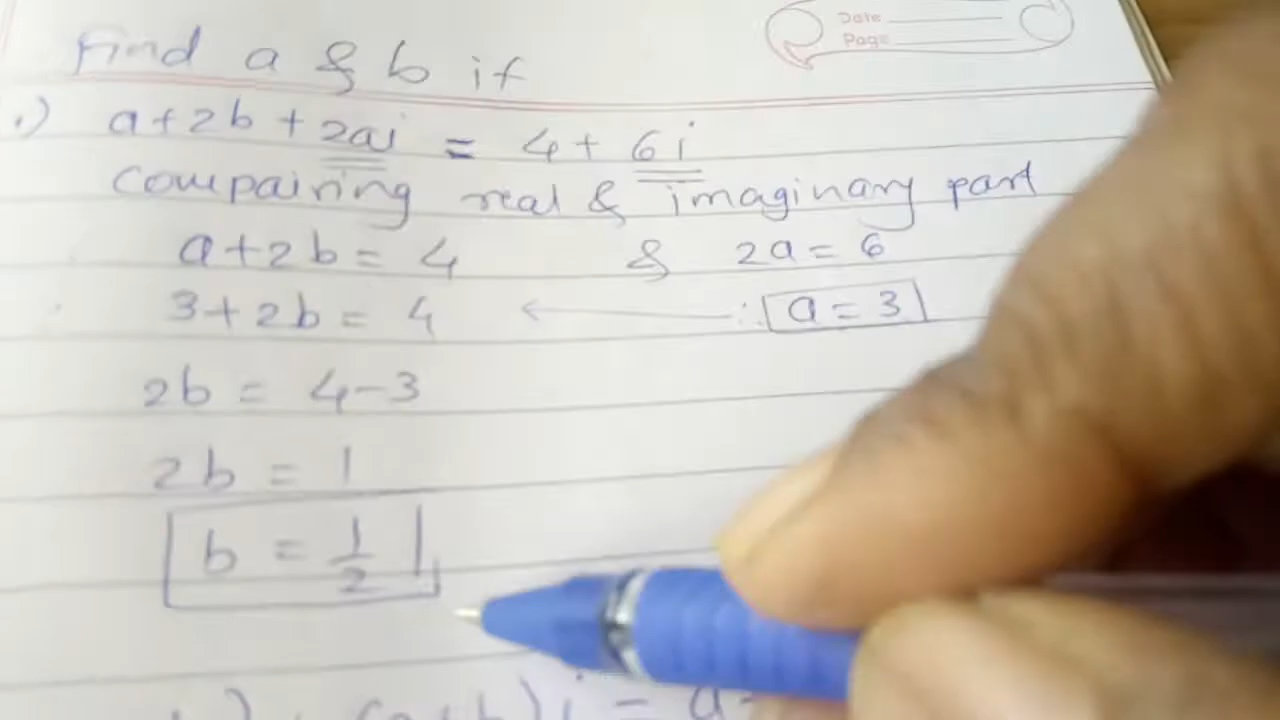 Date
Page
Find a & b if
.) a+2b+2ai = 4+6i
Compairing real & imaginary part
a+2b = 4 & 2a = 6
3+2b = 4 ← ∴ a = 3
2b = 4-3
2b = 1
b = 1/2